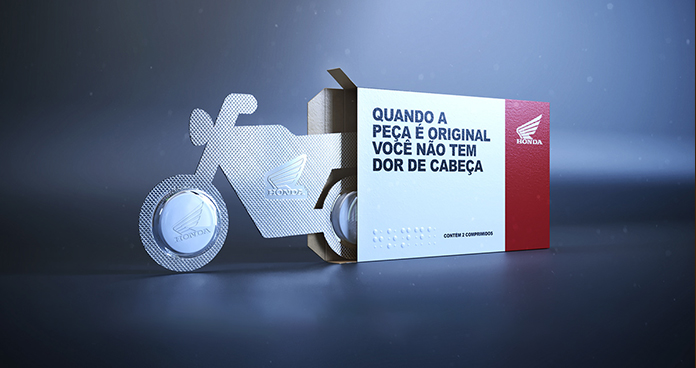 QUANDO A
PEÇA É ORIGINAL
VOCÊ NÃO TEM
DOR DE CABEÇA
HONDA
HONDA
HONDA
CONTÉM 2 COMPRIMIDOS